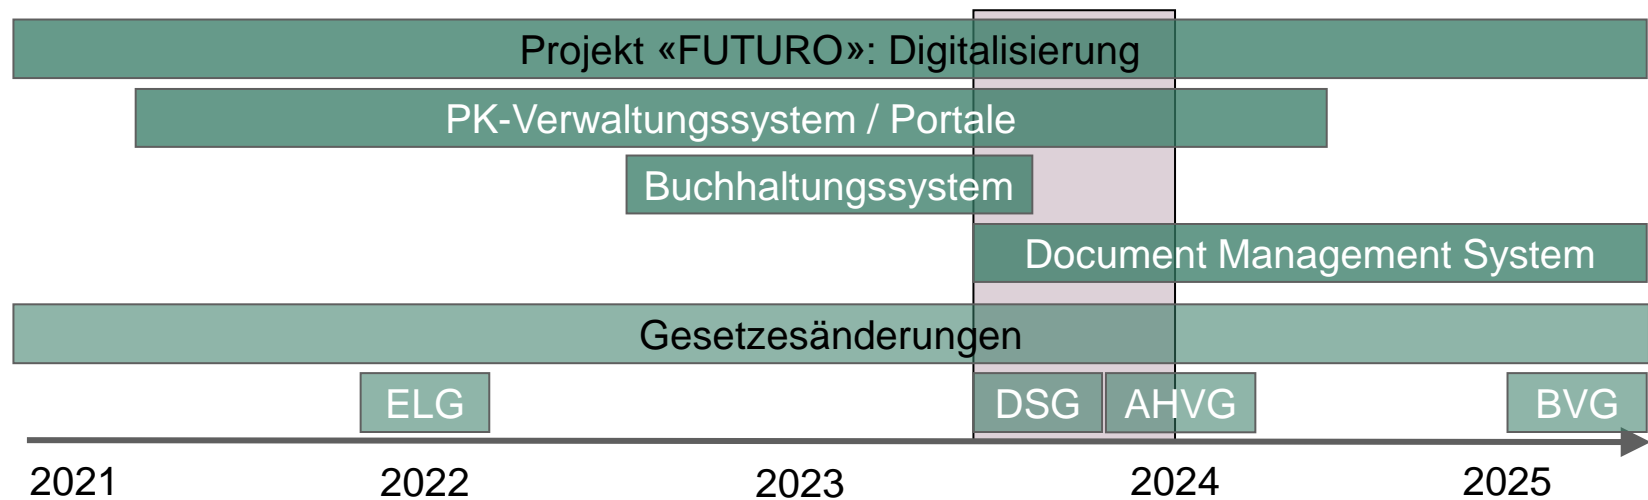 Projekt «FUTURO»: Digitalisierung
PK-Verwaltungssystem / Portale
Buchhaltungssystem
Document Management System
Gesetzesänderungen
ELG DSG AHVG BVG
2021 2022 2023 2024 2025